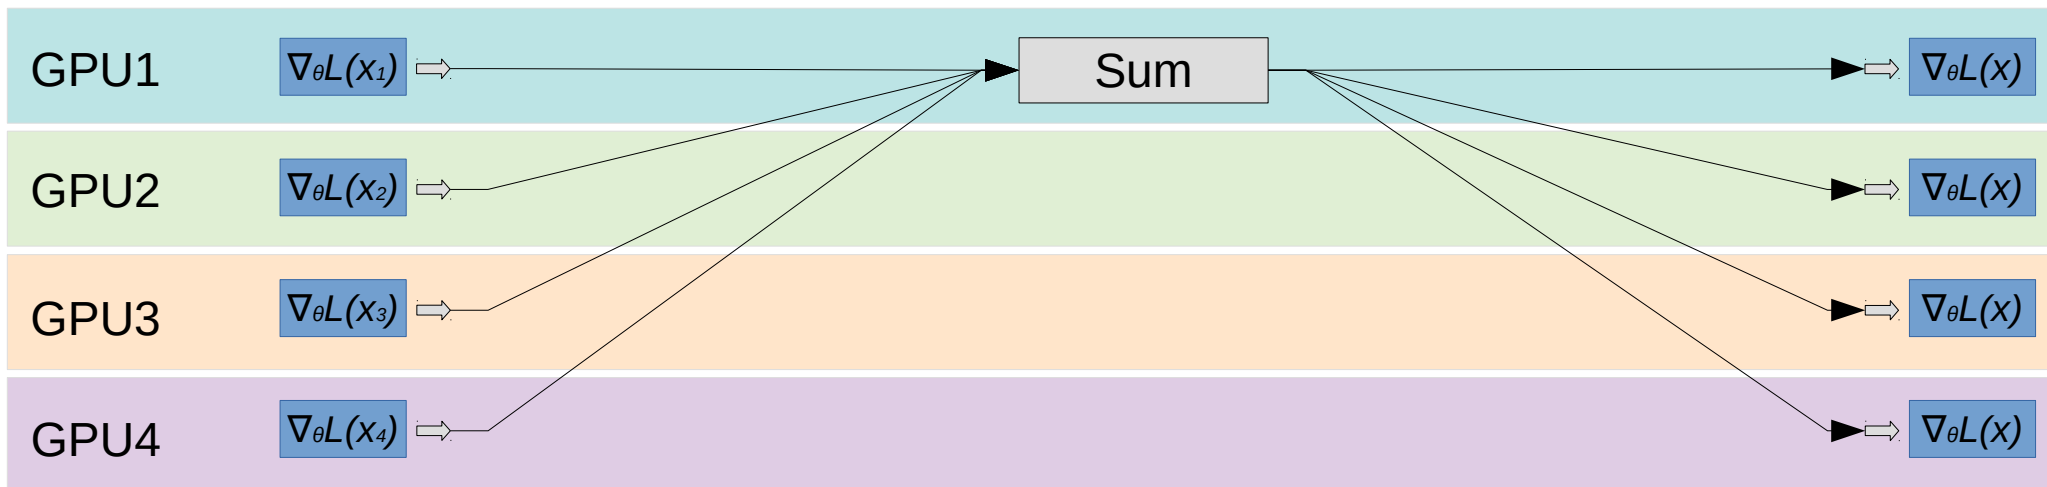 GPU1 ∇θL(x1) Sum ∇θL(x)
GPU2 ∇θL(x2) ∇θL(x)
GPU3 ∇θL(x3) ∇θL(x)
GPU4 ∇θL(x4) ∇θL(x)